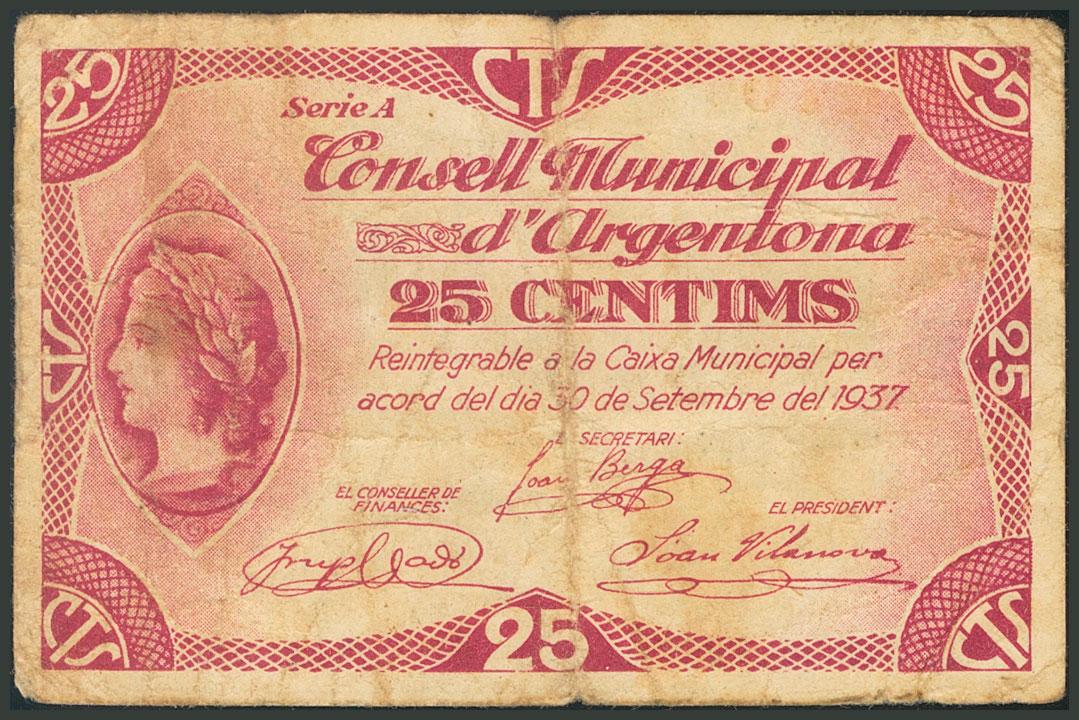 25
CTS
25
Serie A
Consell Municipal
d'Argentona
25 CENTIMS
Reintegrable a la Caixa Municipal per
acord del dia 30 de Setembre del 1937.
CTS
25
EL SECRETARI:
Joan Berga
EL CONSELLER DE
FINANCES:
EL PRESIDENT:
Joan Vilanova
CTS
25
CTS